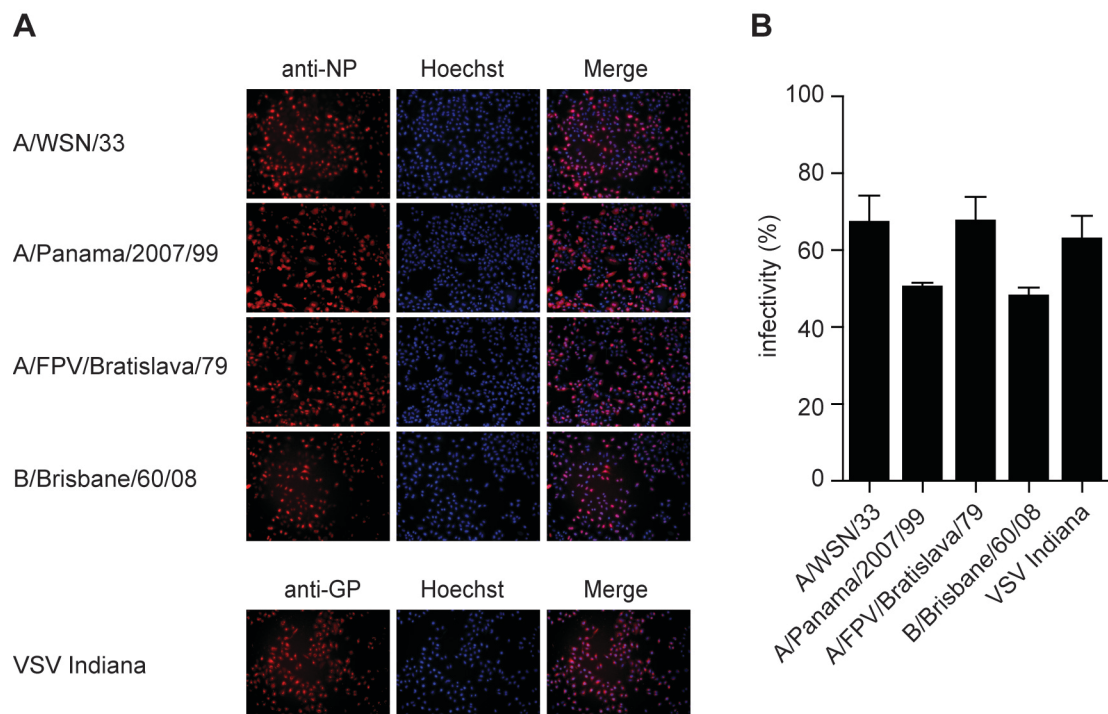 A
anti-NP Hoechst Merge
A/WSN/33
A/Panama/2007/99
A/FPV/Bratislava/79
B/Brisbane/60/08
anti-GP Hoechst Merge
VSV Indiana
B
infectivity (%)
100
80
60
40
20
0
A/WSN/33
A/Panama/2007/99
A/FPV/Bratislava/79
B/Brisbane/60/08
VSV Indiana